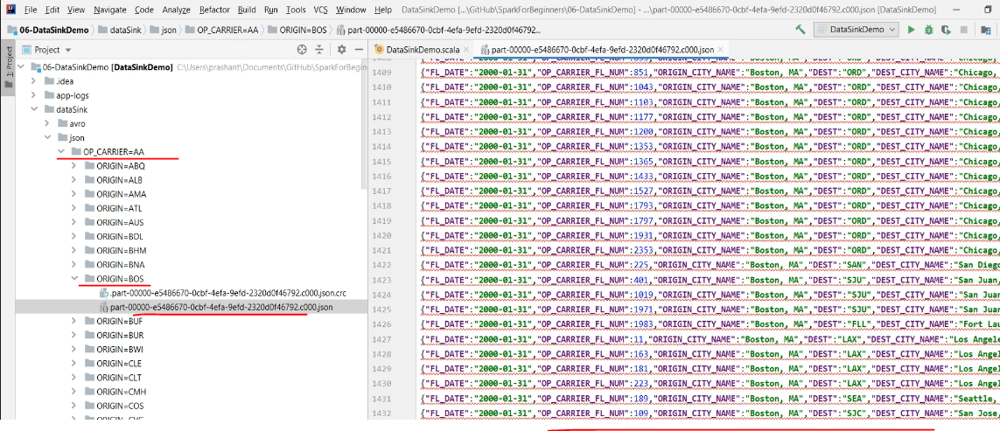 File Edit View Navigate Code Analyze Refactor Build Run Tools VCS Window Help DataSinkDemo [...\GitHub\SparkForBeginners\06-DataSinkDemo] - ...\part-00000-e5486670-0cbf-4efa-9efd-2320d0f46792.c000.json [DataSinkDemo]
06-DataSinkDemo dataSink json OP_CARRIER=AA ORIGIN=BOS part-00000-e5486670-0cbf-4efa-9efd-2320d0f46792.c000.json... DataSinkDemo
1: Project
Project
DataSinkDemo.scala part-00000-e5486670-0cbf-4efa-9efd-2320d0f46792.c000.json
06-DataSinkDemo [DataSinkDemo] C:\Users\prashant\Documents\GitHub\SparkForBegin
.idea
app-logs
dataSink
avro
json
OP_CARRIER=AA
ORIGIN=ABQ
ORIGIN=ALB
ORIGIN=AMA
ORIGIN=ATL
ORIGIN=AUS
ORIGIN=BDL
ORIGIN=BHM
ORIGIN=BNA
ORIGIN=BOS
.part-00000-e5486670-0cbf-4efa-9efd-2320d0f46792.c000.json.crc
part-00000-e5486670-0cbf-4efa-9efd-2320d0f46792.c000.json
ORIGIN=BUF
ORIGIN=BUR
ORIGIN=BWI
ORIGIN=CLE
ORIGIN=CLT
ORIGIN=CMH
ORIGIN=COS
1409 {"FL_DATE":"2000-01-31","OP_CARRIER_FL_NUM":851,"ORIGIN_CITY_NAME":"Boston, MA","DEST":"ORD","DEST_CITY_NAME":"Chicago,
1410 {"FL_DATE":"2000-01-31","OP_CARRIER_FL_NUM":1043,"ORIGIN_CITY_NAME":"Boston, MA","DEST":"ORD","DEST_CITY_NAME":"Chicago,
1411 {"FL_DATE":"2000-01-31","OP_CARRIER_FL_NUM":1103,"ORIGIN_CITY_NAME":"Boston, MA","DEST":"ORD","DEST_CITY_NAME":"Chicago,
1412 {"FL_DATE":"2000-01-31","OP_CARRIER_FL_NUM":1177,"ORIGIN_CITY_NAME":"Boston, MA","DEST":"ORD","DEST_CITY_NAME":"Chicago,
1413 {"FL_DATE":"2000-01-31","OP_CARRIER_FL_NUM":1200,"ORIGIN_CITY_NAME":"Boston, MA","DEST":"ORD","DEST_CITY_NAME":"Chicago,
1414 {"FL_DATE":"2000-01-31","OP_CARRIER_FL_NUM":1353,"ORIGIN_CITY_NAME":"Boston, MA","DEST":"ORD","DEST_CITY_NAME":"Chicago,
1415 {"FL_DATE":"2000-01-31","OP_CARRIER_FL_NUM":1365,"ORIGIN_CITY_NAME":"Boston, MA","DEST":"ORD","DEST_CITY_NAME":"Chicago,
1416 {"FL_DATE":"2000-01-31","OP_CARRIER_FL_NUM":1433,"ORIGIN_CITY_NAME":"Boston, MA","DEST":"ORD","DEST_CITY_NAME":"Chicago,
1417 {"FL_DATE":"2000-01-31","OP_CARRIER_FL_NUM":1527,"ORIGIN_CITY_NAME":"Boston, MA","DEST":"ORD","DEST_CITY_NAME":"Chicago,
1418 {"FL_DATE":"2000-01-31","OP_CARRIER_FL_NUM":1793,"ORIGIN_CITY_NAME":"Boston, MA","DEST":"ORD","DEST_CITY_NAME":"Chicago,
1419 {"FL_DATE":"2000-01-31","OP_CARRIER_FL_NUM":1797,"ORIGIN_CITY_NAME":"Boston, MA","DEST":"ORD","DEST_CITY_NAME":"Chicago,
1420 {"FL_DATE":"2000-01-31","OP_CARRIER_FL_NUM":1931,"ORIGIN_CITY_NAME":"Boston, MA","DEST":"ORD","DEST_CITY_NAME":"Chicago,
1421 {"FL_DATE":"2000-01-31","OP_CARRIER_FL_NUM":2353,"ORIGIN_CITY_NAME":"Boston, MA","DEST":"ORD","DEST_CITY_NAME":"Chicago,
1422 {"FL_DATE":"2000-01-31","OP_CARRIER_FL_NUM":225,"ORIGIN_CITY_NAME":"Boston, MA","DEST":"SAN","DEST_CITY_NAME":"San Diego
1423 {"FL_DATE":"2000-01-31","OP_CARRIER_FL_NUM":401,"ORIGIN_CITY_NAME":"Boston, MA","DEST":"SJU","DEST_CITY_NAME":"San Juan,
1424 {"FL_DATE":"2000-01-31","OP_CARRIER_FL_NUM":1019,"ORIGIN_CITY_NAME":"Boston, MA","DEST":"SJU","DEST_CITY_NAME":"San Juan
1425 {"FL_DATE":"2000-01-31","OP_CARRIER_FL_NUM":1971,"ORIGIN_CITY_NAME":"Boston, MA","DEST":"SJU","DEST_CITY_NAME":"San Juan
1426 {"FL_DATE":"2000-01-31","OP_CARRIER_FL_NUM":1983,"ORIGIN_CITY_NAME":"Boston, MA","DEST":"FLL","DEST_CITY_NAME":"Fort Lau
1427 {"FL_DATE":"2000-01-31","OP_CARRIER_FL_NUM":11,"ORIGIN_CITY_NAME":"Boston, MA","DEST":"LAX","DEST_CITY_NAME":"Los Angele
1428 {"FL_DATE":"2000-01-31","OP_CARRIER_FL_NUM":163,"ORIGIN_CITY_NAME":"Boston, MA","DEST":"LAX","DEST_CITY_NAME":"Los Angel
1429 {"FL_DATE":"2000-01-31","OP_CARRIER_FL_NUM":181,"ORIGIN_CITY_NAME":"Boston, MA","DEST":"LAX","DEST_CITY_NAME":"Los Angel
1430 {"FL_DATE":"2000-01-31","OP_CARRIER_FL_NUM":223,"ORIGIN_CITY_NAME":"Boston, MA","DEST":"LAX","DEST_CITY_NAME":"Los Angel
1431 {"FL_DATE":"2000-01-31","OP_CARRIER_FL_NUM":189,"ORIGIN_CITY_NAME":"Boston, MA","DEST":"SEA","DEST_CITY_NAME":"Seattle,
1432 {"FL_DATE":"2000-01-31","OP_CARRIER_FL_NUM":109,"ORIGIN_CITY_NAME":"Boston, MA","DEST":"SJC","DEST_CITY_NAME":"San Jose,